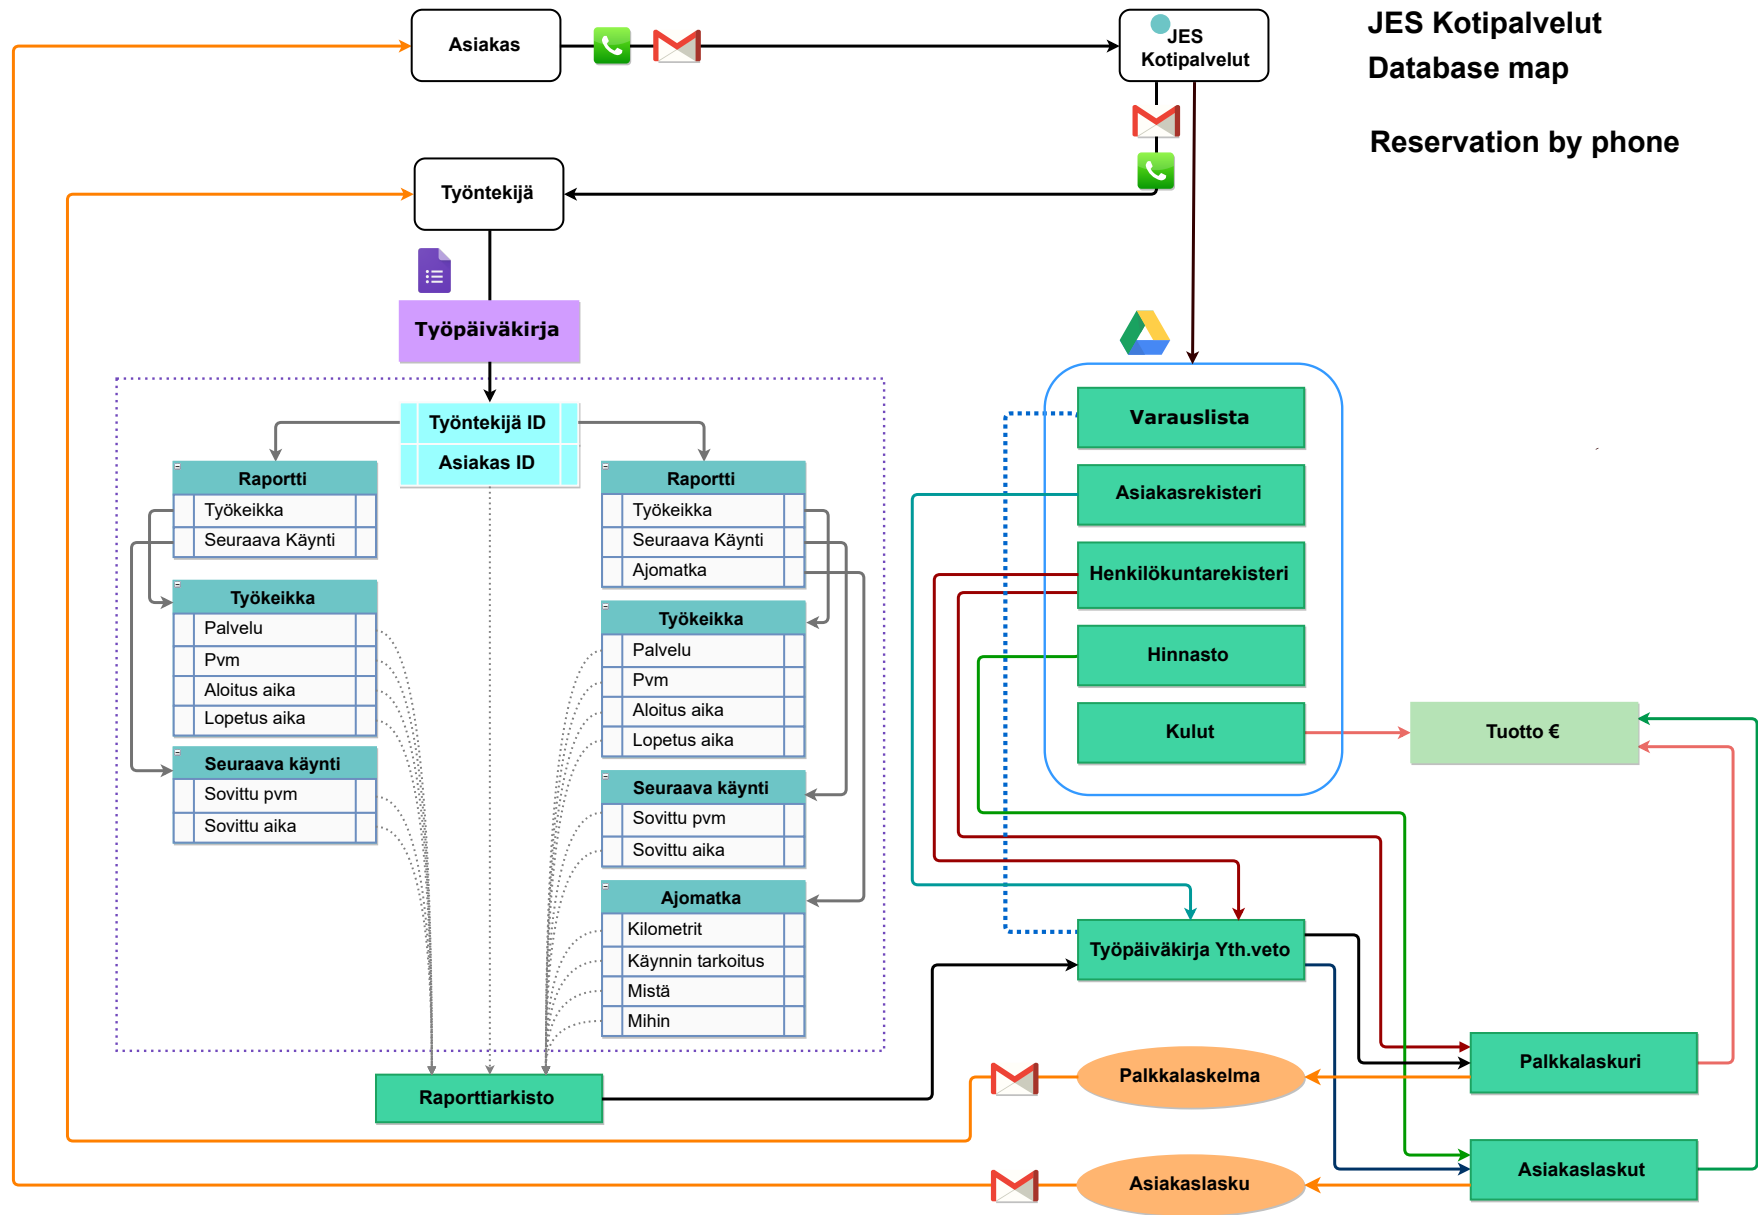 JES Kotipalvelut
Database map
Reservation by phone
Asiakas
JES
Kotipalvelut
Työntekijä
Työpäiväkirja
Työntekijä ID
Asiakas ID
Raportti
Työkeikka
Seuraava Käynti
Työkeikka
Palvelu
Pvm
Aloitus aika
Lopetus aika
Seuraava käynti
Sovittu pvm
Sovittu aika
Raportti
Työkeikka
Seuraava Käynti
Ajomatka
Työkeikka
Palvelu
Pvm
Aloitus aika
Lopetus aika
Seuraava käynti
Sovittu pvm
Sovittu aika
Ajomatka
Kilometrit
Käynnin tarkoitus
Mistä
Mihin
Raporttiarkisto
Varauslista
Asiakasrekisteri
Henkilökuntarekisteri
Hinnasto
Kulut
Tuotto €
Työpäiväkirja Yth.veto
Palkkalaskuri
Palkkalaskelma
Asiakaslaskut
Asiakaslasku